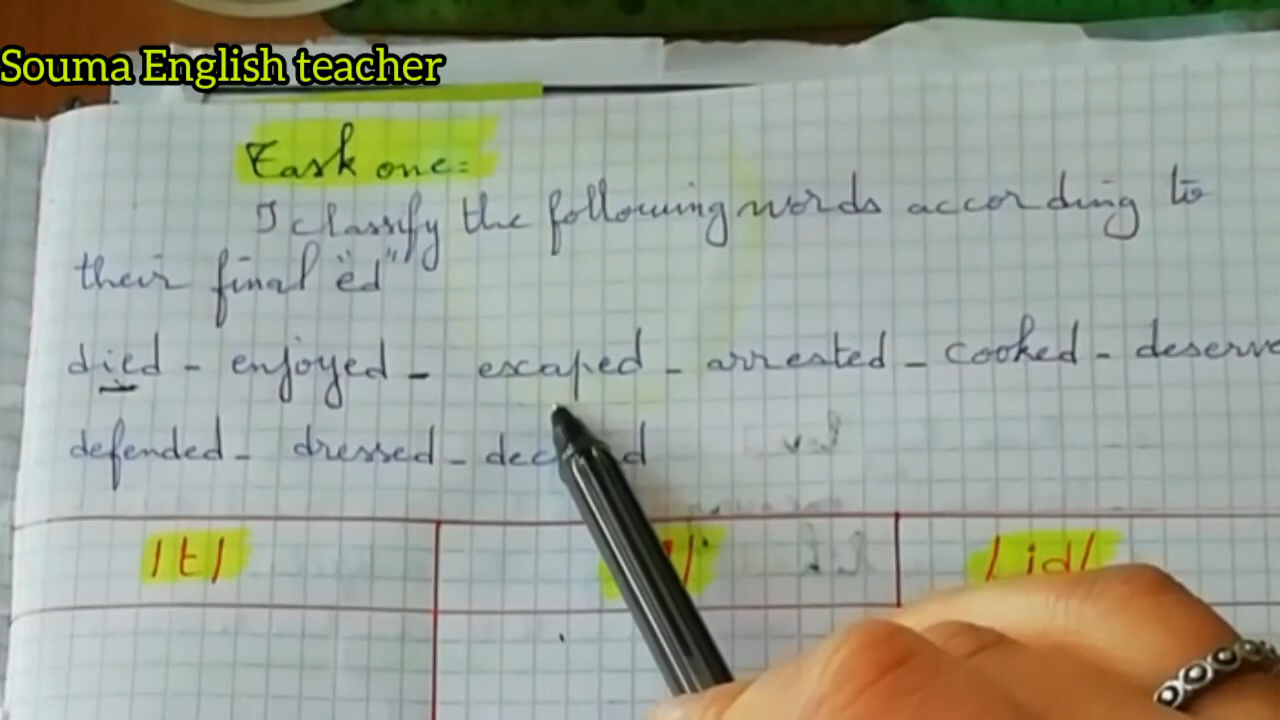 Souma English teacher
Task one:
I classify the following words according to
their final "ed"
died - enjoyed - escaped - arrested - cooked - deserve
defended - dressed -
/t/ /id/